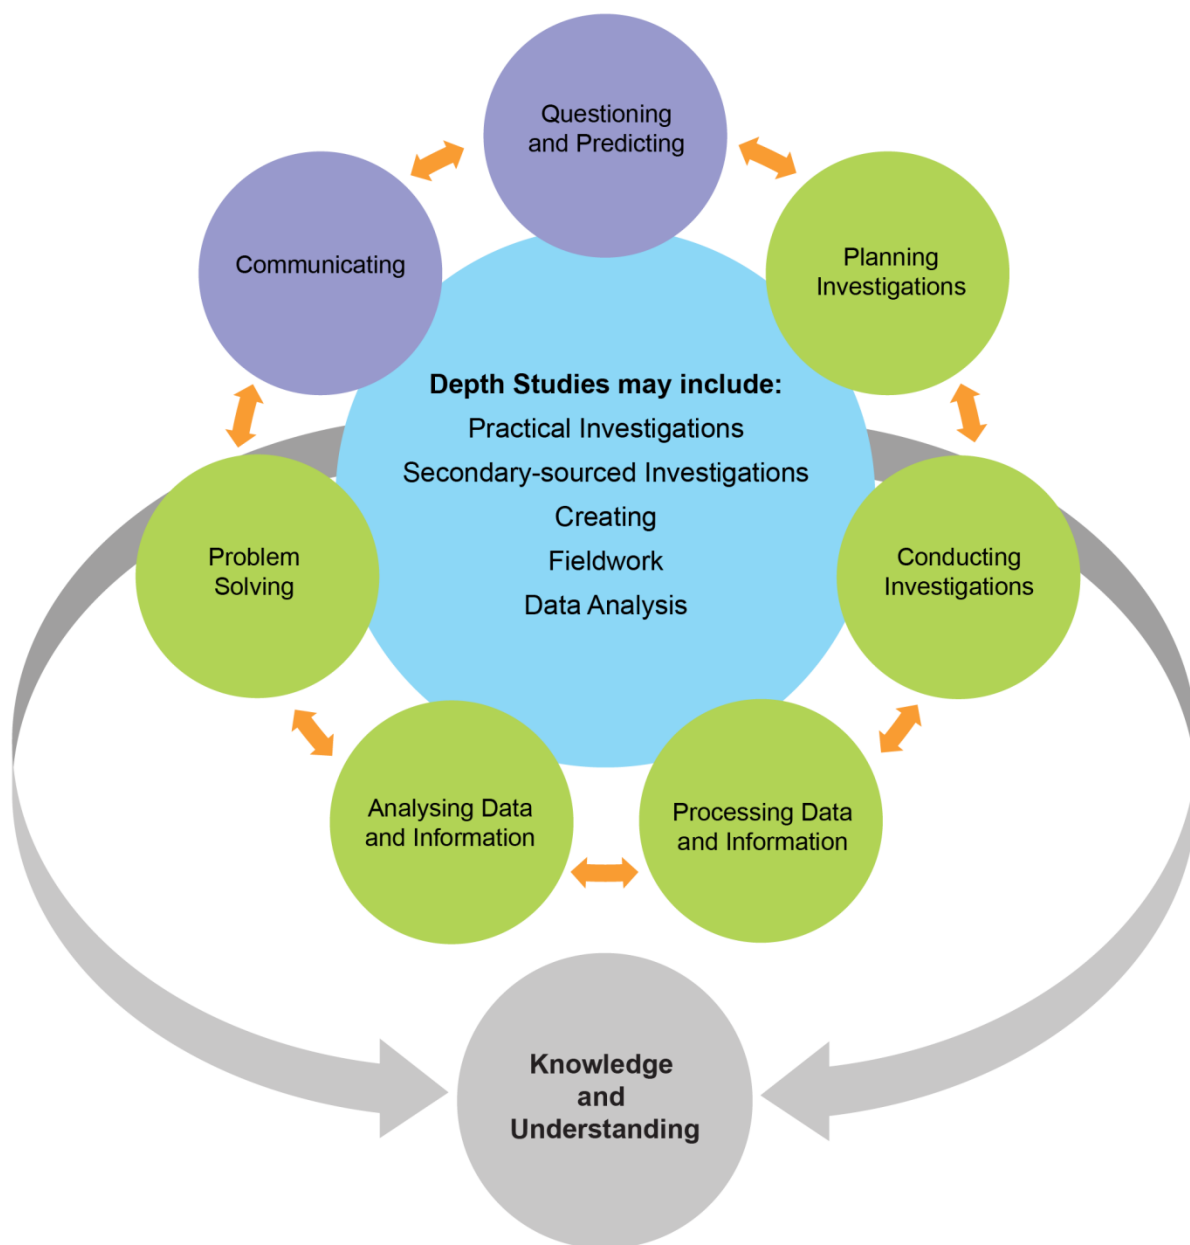 Questioning
and Predicting
Communicating
Planning
Investigations
Depth Studies may include:
Practical Investigations
Secondary-sourced Investigations
Creating
Fieldwork
Data Analysis
Problem
Solving
Conducting
Investigations
Analysing Data
and Information
Processing Data
and Information
Knowledge
and
Understanding